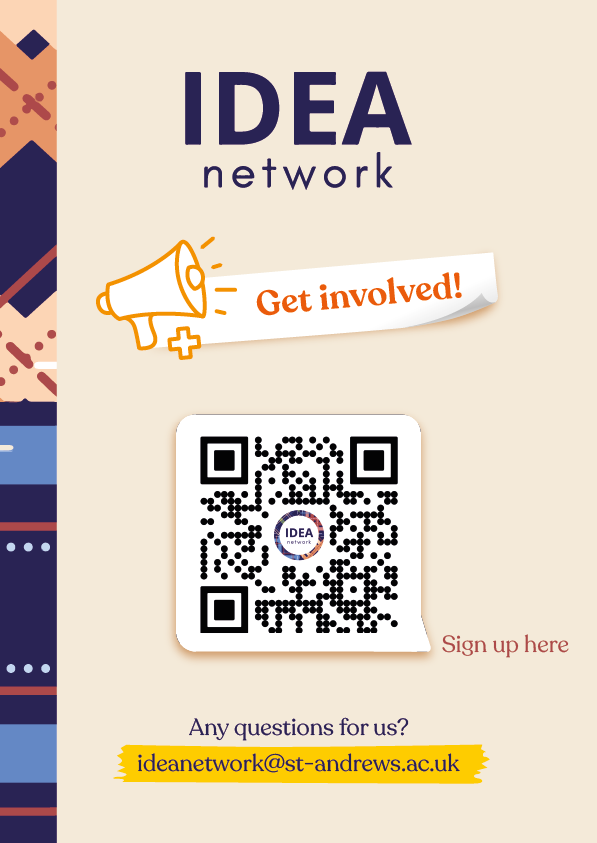 IDEA
network
Get involved!
IDEA
network
Sign up here
Any questions for us?
ideanetwork@st-andrews.ac.uk